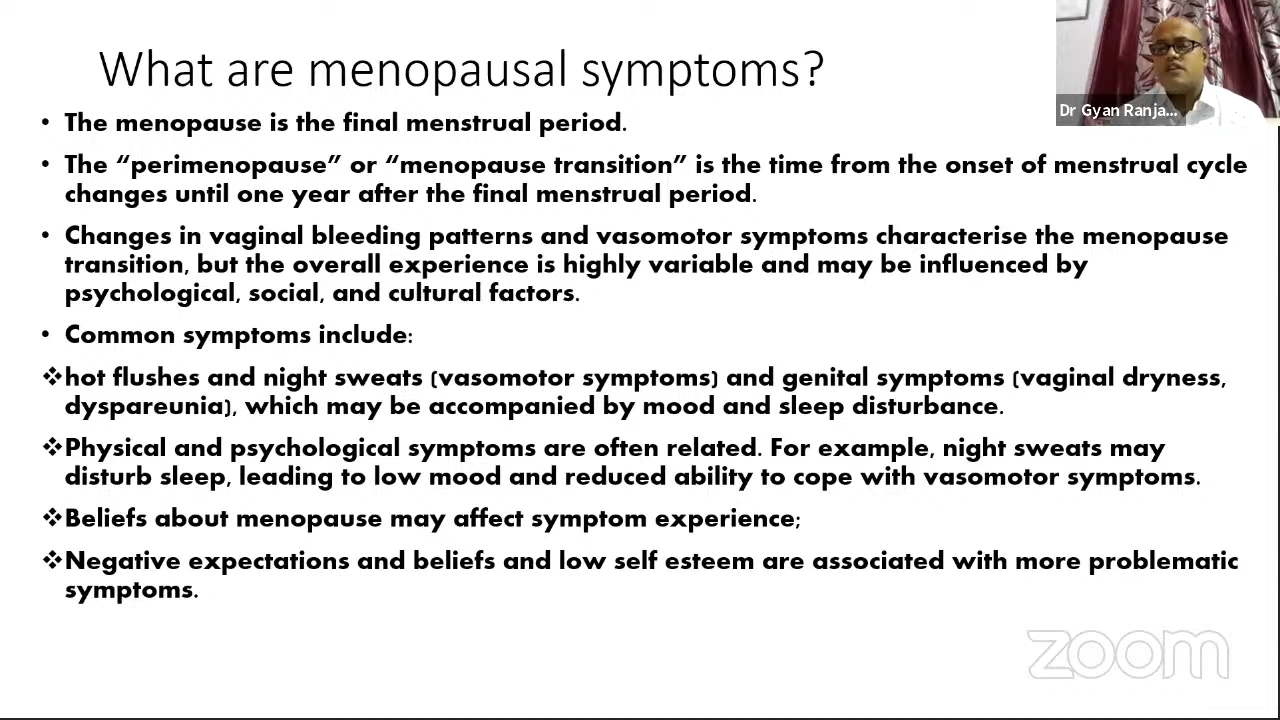 What are menopausal symptoms?
Dr Gyan Ranja...
• The menopause is the final menstrual period.
• The “perimenopause” or “menopause transition” is the time from the onset of menstrual cycle
changes until one year after the final menstrual period.
• Changes in vaginal bleeding patterns and vasomotor symptoms characterise the menopause
transition, but the overall experience is highly variable and may be influenced by
psychological, social, and cultural factors.
• Common symptoms include:
❖hot flushes and night sweats (vasomotor symptoms) and genital symptoms (vaginal dryness,
dyspareunia), which may be accompanied by mood and sleep disturbance.
❖Physical and psychological symptoms are often related. For example, night sweats may
disturb sleep, leading to low mood and reduced ability to cope with vasomotor symptoms.
❖Beliefs about menopause may affect symptom experience;
❖Negative expectations and beliefs and low self esteem are associated with more problematic
symptoms.
zoom